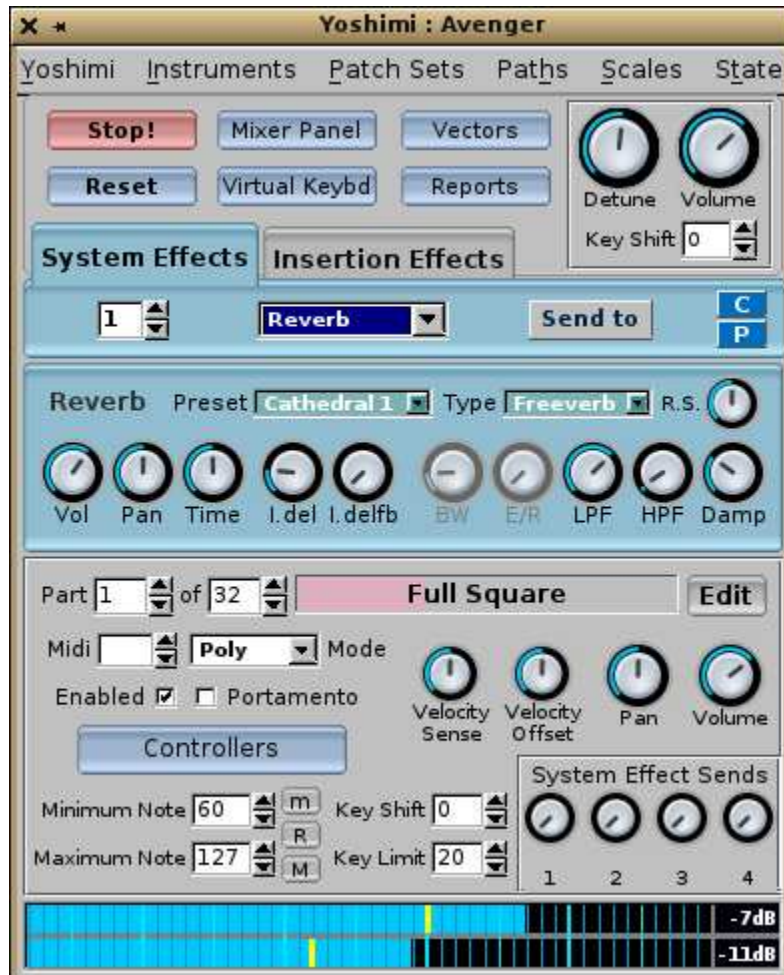 Yoshimi : Avenger
Yoshimi Instruments Patch Sets Paths Scales State
Stop! Mixer Panel Vectors
Reset Virtual Keybd Reports
Detune Volume
Key Shift 0
System Effects Insertion Effects
1 Reverb Send to C
P
Reverb Preset Cathedral 1 Type Freeverb R.S.
Vol Pan Time I.del I.delfb BW E/R LPF HPF Damp
Part 1 of 32 Full Square Edit
Midi Poly Mode
Enabled Portamento
Velocity Sense Velocity Offset Pan Volume
Controllers
System Effect Sends
Minimum Note 60 m Key Shift 0
R
Maximum Note 127 M Key Limit 20
1 2 3 4
-7dB
-11dB